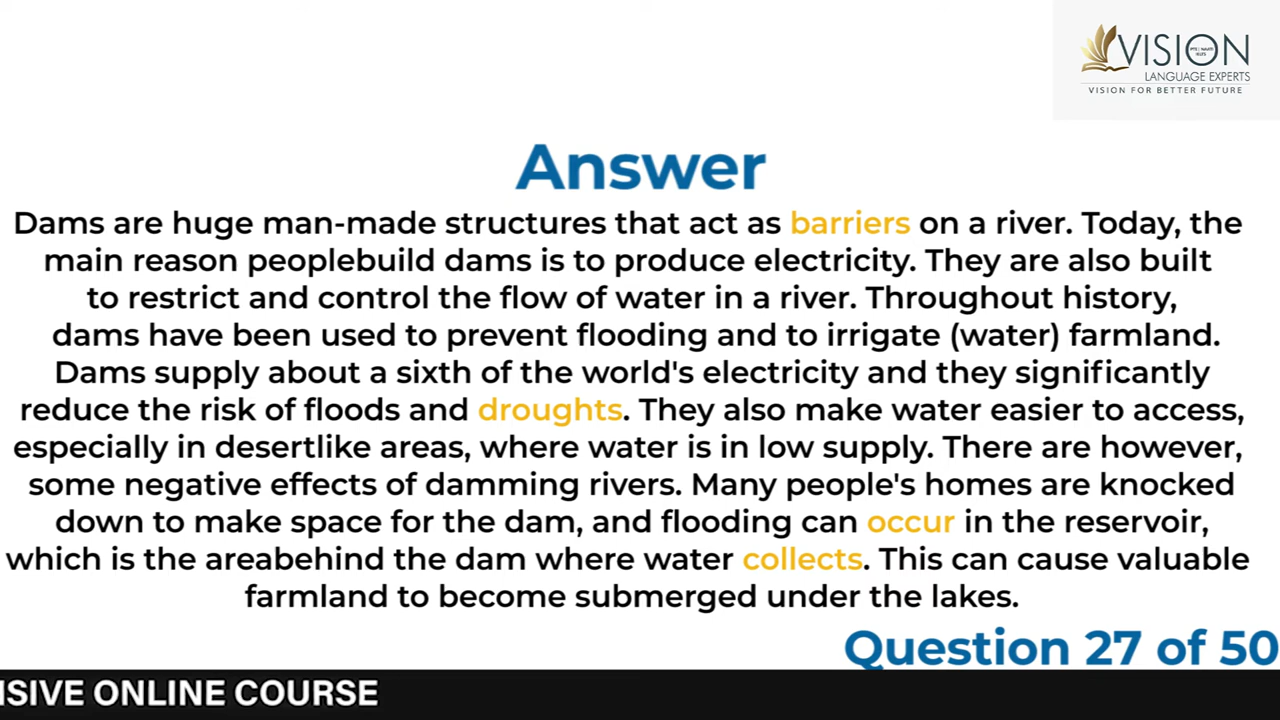 VISION
LANGUAGE EXPERTS
VISION FOR BETTER FUTURE
Answer
Dams are huge man-made structures that act as barriers on a river. Today, the
main reason peoplebuild dams is to produce electricity. They are also built
to restrict and control the flow of water in a river. Throughout history,
dams have been used to prevent flooding and to irrigate (water) farmland.
Dams supply about a sixth of the world's electricity and they significantly
reduce the risk of floods and droughts. They also make water easier to access,
especially in desertlike areas, where water is in low supply. There are however,
some negative effects of damming rivers. Many people's homes are knocked
down to make space for the dam, and flooding can occur in the reservoir,
which is the areabehind the dam where water collects. This can cause valuable
farmland to become submerged under the lakes.
Question 27 of 50
NSIVE ONLINE COURSE